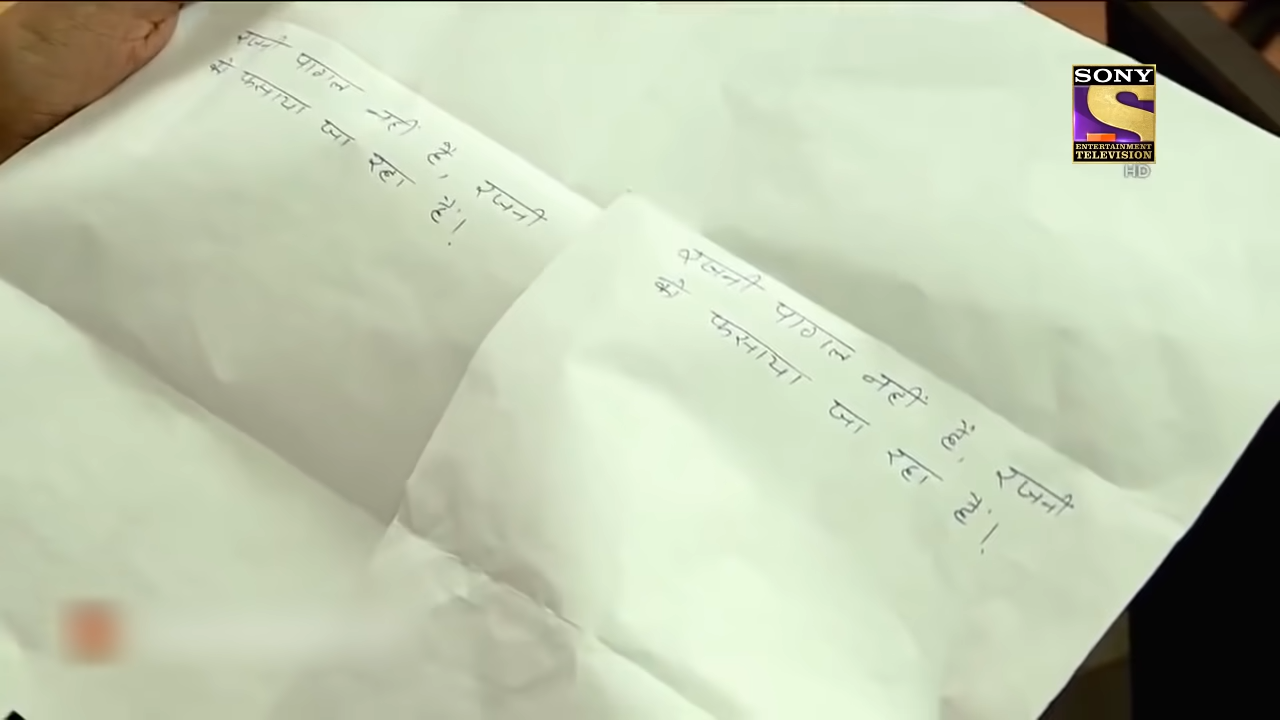 रजनी पागल नहीं है, रजनी
को फसाया जा रहा है!
रजनी पागल नहीं है, रजनी
को फसाया जा रहा है!
SONY
ENTERTAINMENT
TELEVISION
HD